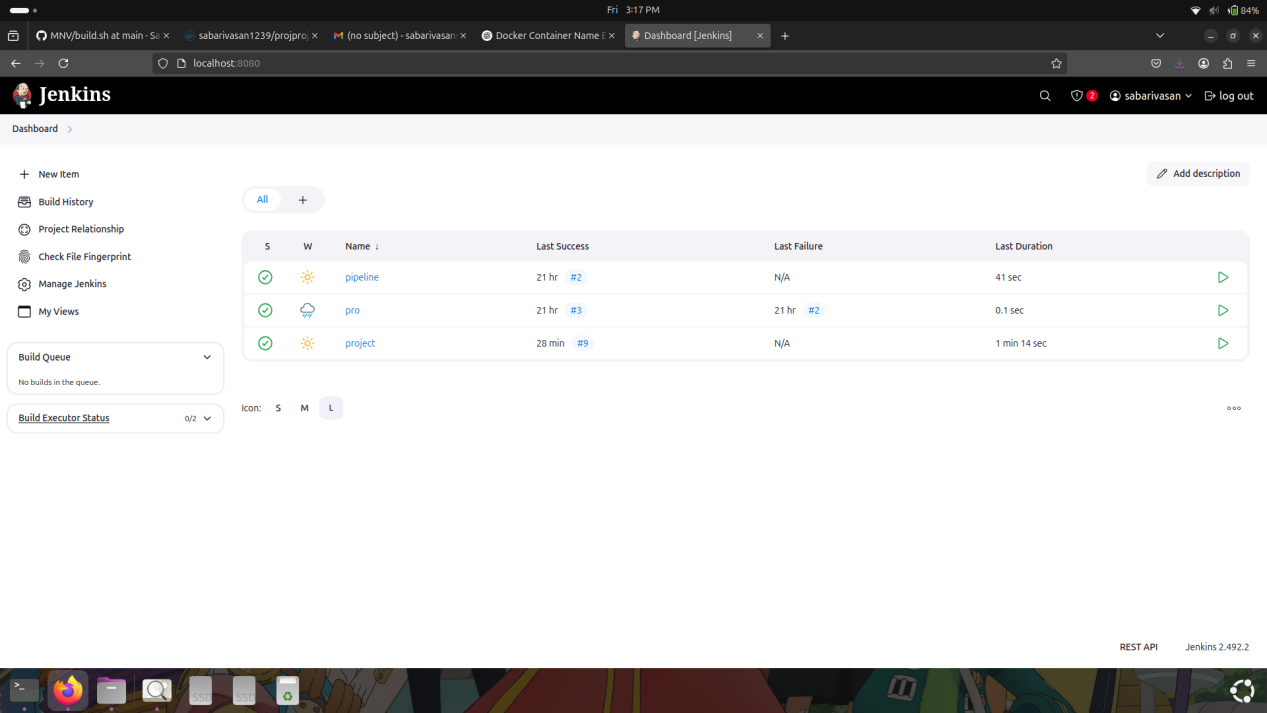 Fri 3:17 PM
84%
MNV/build.sh at main · Sa
sabarivasan1239/projproj
(no subject) - sabarivasan
Docker Container Name E
Dashboard [Jenkins]
localhost:8080
Jenkins
2
sabarivasan
log out
Dashboard
New Item
Build History
Project Relationship
Check File Fingerprint
Manage Jenkins
My Views
Build Queue
No builds in the queue.
Build Executor Status 0/2
Add description
All +
S W Name ↓ Last Success Last Failure Last Duration
pipeline 21 hr #2 N/A 41 sec
pro 21 hr #3 21 hr #2 0.1 sec
project 28 min #9 N/A 1 min 14 sec
Icon: S M L
REST API Jenkins 2.492.2
SSD
SSD